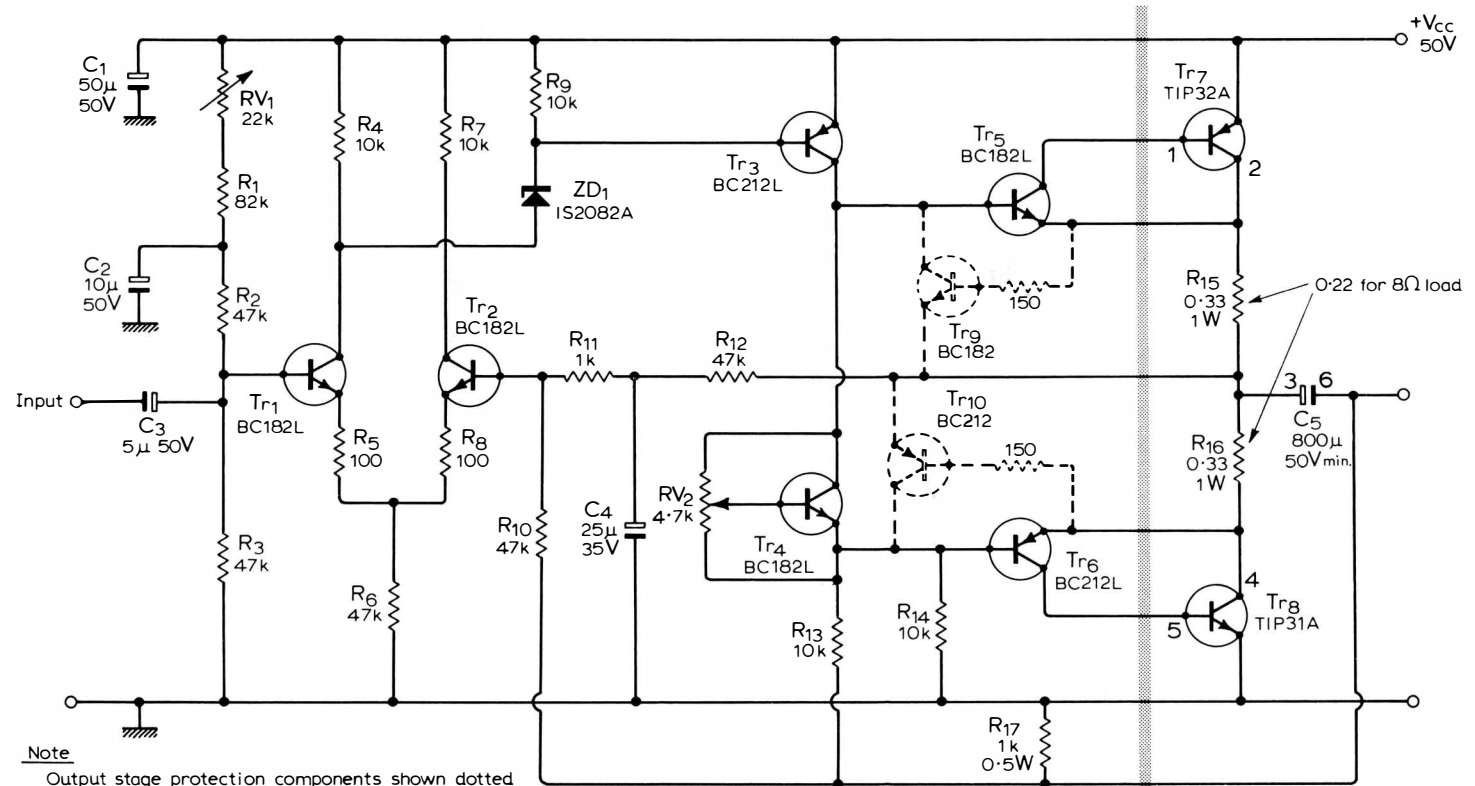 +Vcc
50V
C1
50μ
50V
RV1
22k
R4
10k
R7
10k
R9
10k
Tr7
TIP32A
Tr5
BC182L
1
2
Tr3
BC212L
R1
82k
ZD1
IS2082A
C2
10μ
50V
R2
47k
Tr2
BC182L
R11
1k
R12
47k
150
Tr9
BC182
R15
0·33
1W
0·22 for 8Ω load
Input
C3
5μ 50V
Tr1
BC182L
R5
100
R8
100
Tr10
BC212
150
3
6
C5
800μ
50V min.
R16
0·33
1W
RV2
4·7k
Tr4
BC182L
R10
47k
C4
25μ
35V
R3
47k
R6
47k
Tr6
BC212L
R13
10k
R14
10k
4
5
Tr8
TIP31A
R17
1k
0·5W
Note
Output stage protection components shown dotted